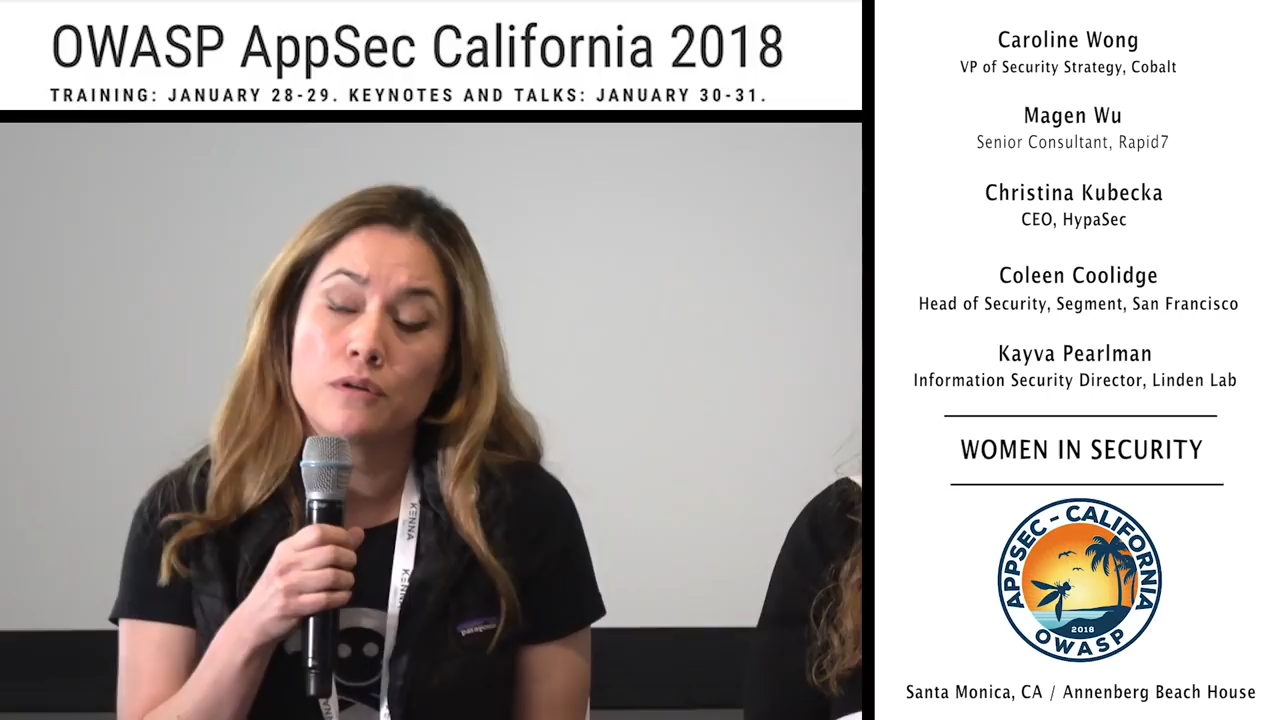 OWASP AppSec California 2018
TRAINING: JANUARY 28-29. KEYNOTES AND TALKS: JANUARY 30-31.
Caroline Wong
VP of Security Strategy, Cobalt
Magen Wu
Senior Consultant, Rapid7
Christina Kubecka
CEO, HypaSec
Coleen Coolidge
Head of Security, Segment, San Francisco
Kayva Pearlman
Information Security Director, Linden Lab
WOMEN IN SECURITY
APPSEC - CALIFORNIA
2018
OWASP
Santa Monica, CA / Annenberg Beach House
KENNA
KENNA
patagonia